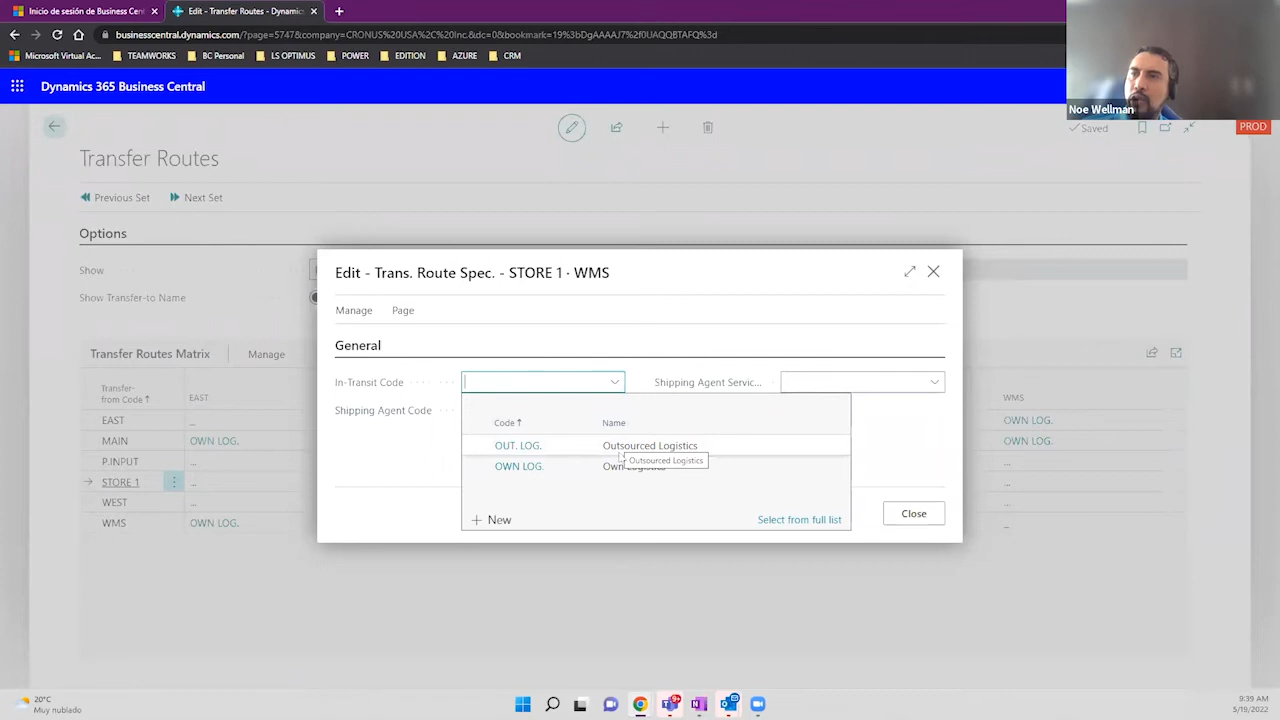 Inicio de sesión de Business Cent
Edit - Transfer Routes - Dynamic
businesscentral.dynamics.com/?page=5747&company=CRONUS%20USA%2C%20Inc.&dc=0&bookmark=19%3bDgAAAAJ7%2f0UAQQBTAFQ%3d
Microsoft Virtual Ac...
TEAMWORKS
BC Personal
LS OPTIMUS
POWER
EDITION
AZURE
CRM
Dynamics 365 Business Central
Noe Wellman
Saved
PROD
Transfer Routes
Previous Set
Next Set
Options
Show
Show Transfer-to Name
Edit - Trans. Route Spec. - STORE 1 · WMS
Manage
Page
General
In-Transit Code
Shipping Agent Servic...
Shipping Agent Code
Code ↑
Name
OUT. LOG.
Outsourced Logistics
Outsourced Logistics
OWN LOG.
Own Logistics
+ New
Select from full list
Close
Transfer Routes Matrix
Manage
Transfer-
from Code ↑
EAST
WMS
EAST
...
OWN LOG.
MAIN
OWN LOG.
OWN LOG.
P.INPUT
...
...
STORE 1
...
...
WEST
...
...
WMS
OWN LOG.
...
20°C
Muy nublado
9+
9:39 AM
5/19/2022